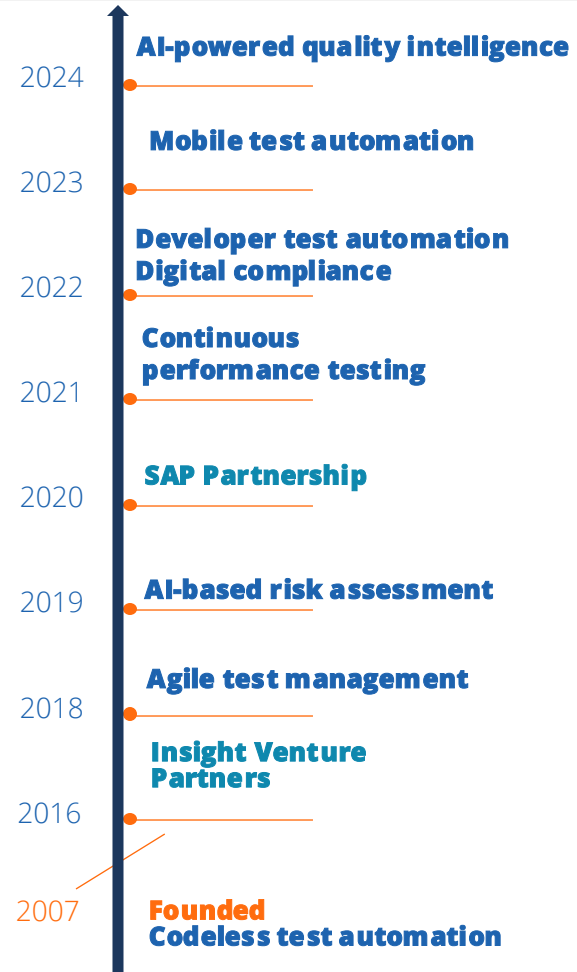 AI-powered quality intelligence
2024
Mobile test automation
2023
Developer test automation
Digital compliance
2022
Continuous
performance testing
2021
SAP Partnership
2020
AI-based risk assessment
2019
Agile test management
2018
Insight Venture
Partners
2016
2007
Founded
Codeless test automation